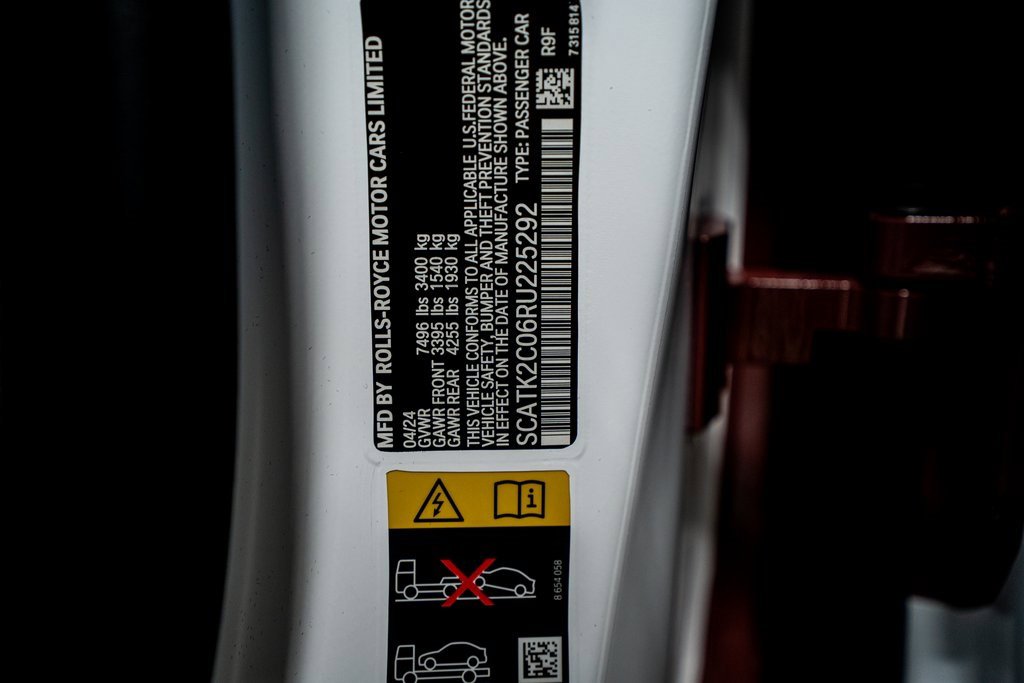 MFD BY ROLLS-ROYCE MOTOR CARS LIMITED
04/24
GVWR 7496 lbs 3400 kg
GAWR FRONT 3395 lbs 1540 kg
GAWR REAR 4255 lbs 1930 kg
THIS VEHICLE CONFORMS TO ALL APPLICABLE U.S.FEDERAL MOTOR
VEHICLE SAFETY, BUMPER AND THEFT PREVENTION STANDARDS
IN EFFECT ON THE DATE OF MANUFACTURE SHOWN ABOVE.
SCATK2C06RU225292 TYPE: PASSENGER CAR
R9F
7315814
i
8 654 058